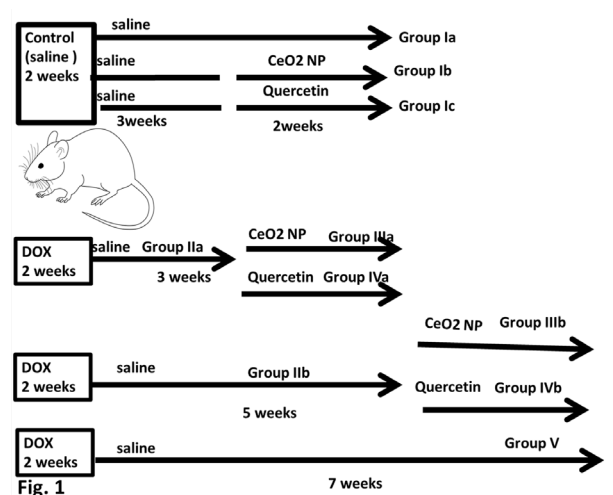 Control
(saline )
2 weeks
saline
Group Ia
saline
CeO2 NP
Group Ib
saline
Quercetin
Group Ic
3weeks
2weeks
DOX
2 weeks
saline
Group IIa
3 weeks
CeO2 NP
Group IIIa
Quercetin
Group IVa
CeO2 NP
Group IIIb
DOX
2 weeks
saline
Group IIb
5 weeks
Quercetin
Group IVb
DOX
2 weeks
saline
Group V
7 weeks
Fig. 1